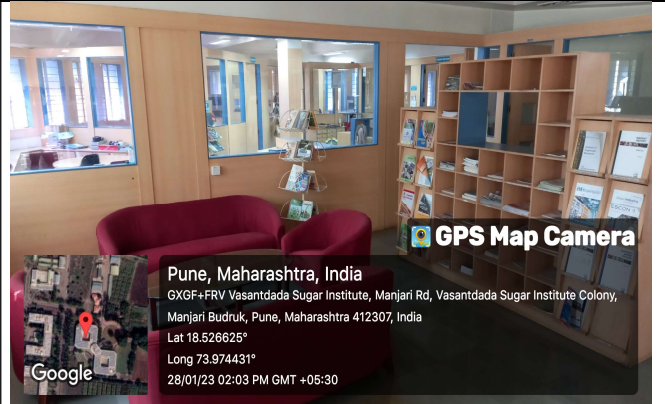 GPS Map Camera
Pune, Maharashtra, India
GXGF+FRV Vasantdada Sugar Institute, Manjari Rd, Vasantdada Sugar Institute Colony,
Manjari Budruk, Pune, Maharashtra 412307, India
Lat 18.526625°
Long 73.974431°
28/01/23 02:03 PM GMT +05:30
Google